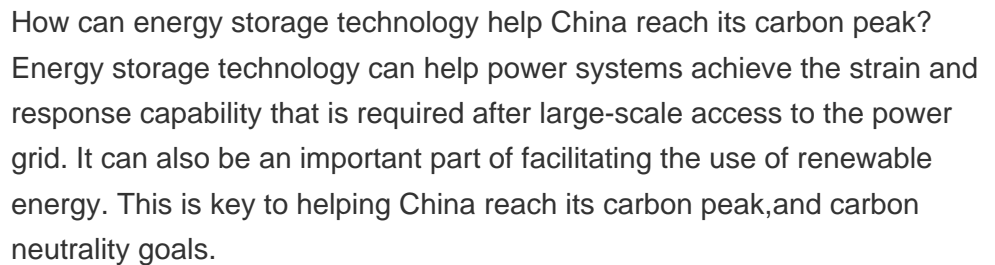 How can energy storage technology help China reach its carbon peak?
Energy storage technology can help power systems achieve the strain and
response capability that is required after large-scale access to the power
grid. It can also be an important part of facilitating the use of renewable
energy. This is key to helping China reach its carbon peak,and carbon
neutrality goals.